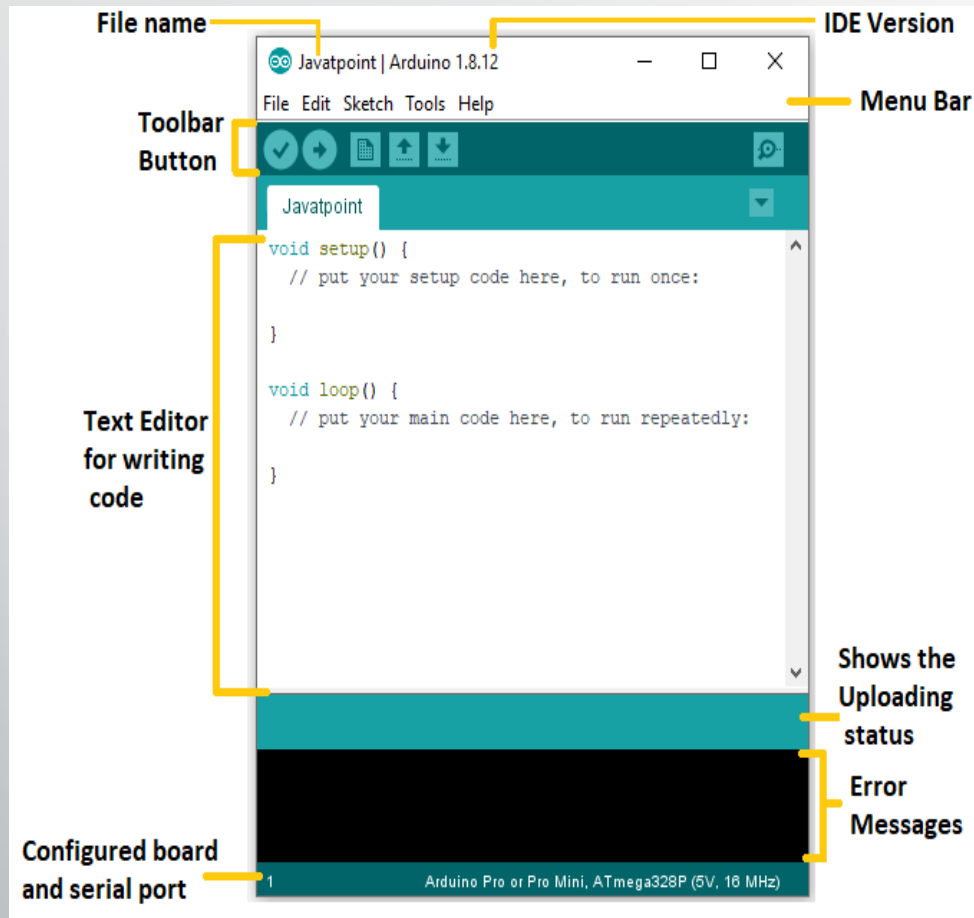 File name
IDE Version
Javatpoint | Arduino 1.8.12
File Edit Sketch Tools Help
Menu Bar
Toolbar
Button
Javatpoint
void setup() {
// put your setup code here, to run once:
}
void loop() {
// put your main code here, to run repeatedly:
}
Text Editor
for writing
code
Shows the
Uploading
status
Error
Messages
Configured board
and serial port
1
Arduino Pro or Pro Mini, ATmega328P (5V, 16 MHz)